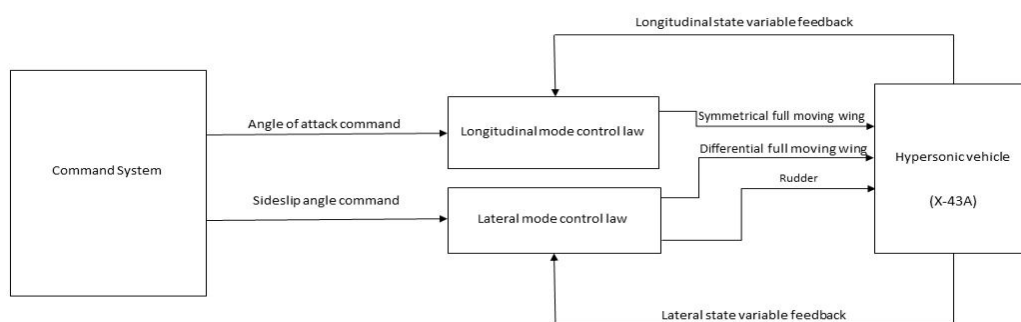 Longitudinal state variable feedback
Angle of attack command
Longitudinal mode control law
Symmetrical full moving wing
Differential full moving wing
Command System
Hypersonic vehicle
(X-43A)
Rudder
Sideslip angle command
Lateral mode control law
Lateral state variable feedback